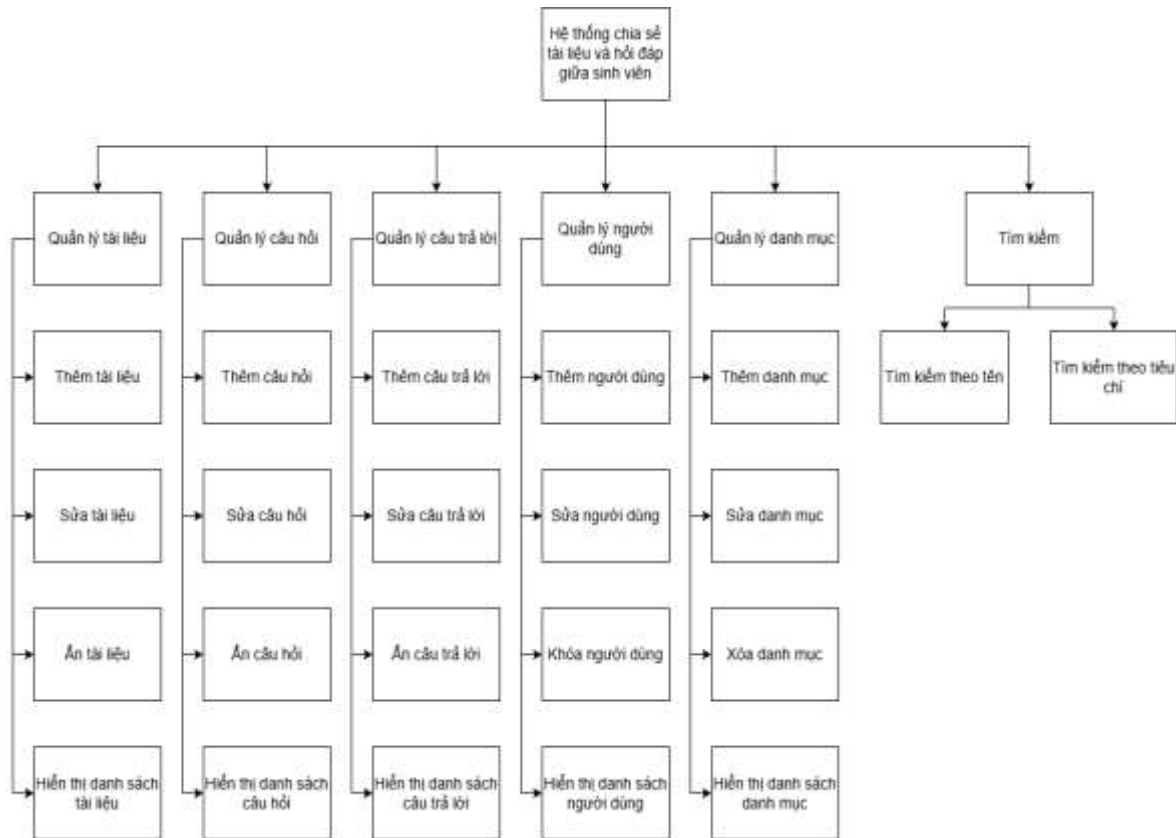 Hệ thống chia sẻ
tài liệu và hỏi đáp
giữa sinh viên
Quản lý tài liệu
Quản lý câu hỏi
Quản lý câu trả lời
Quản lý người
dùng
Quản lý danh mục
Tìm kiếm
Thêm tài liệu
Thêm câu hỏi
Thêm câu trả lời
Thêm người dùng
Thêm danh mục
Tìm kiếm theo tên
Tìm kiếm theo tiêu
chí
Sửa tài liệu
Sửa câu hỏi
Sửa câu trả lời
Sửa người dùng
Sửa danh mục
Ẩn tài liệu
Ẩn câu hỏi
Ẩn câu trả lời
Khóa người dùng
Xóa danh mục
Hiển thị danh sách
tài liệu
Hiển thị danh sách
câu hỏi
Hiển thị danh sách
câu trả lời
Hiển thị danh sách
người dùng
Hiển thị danh sách
danh mục